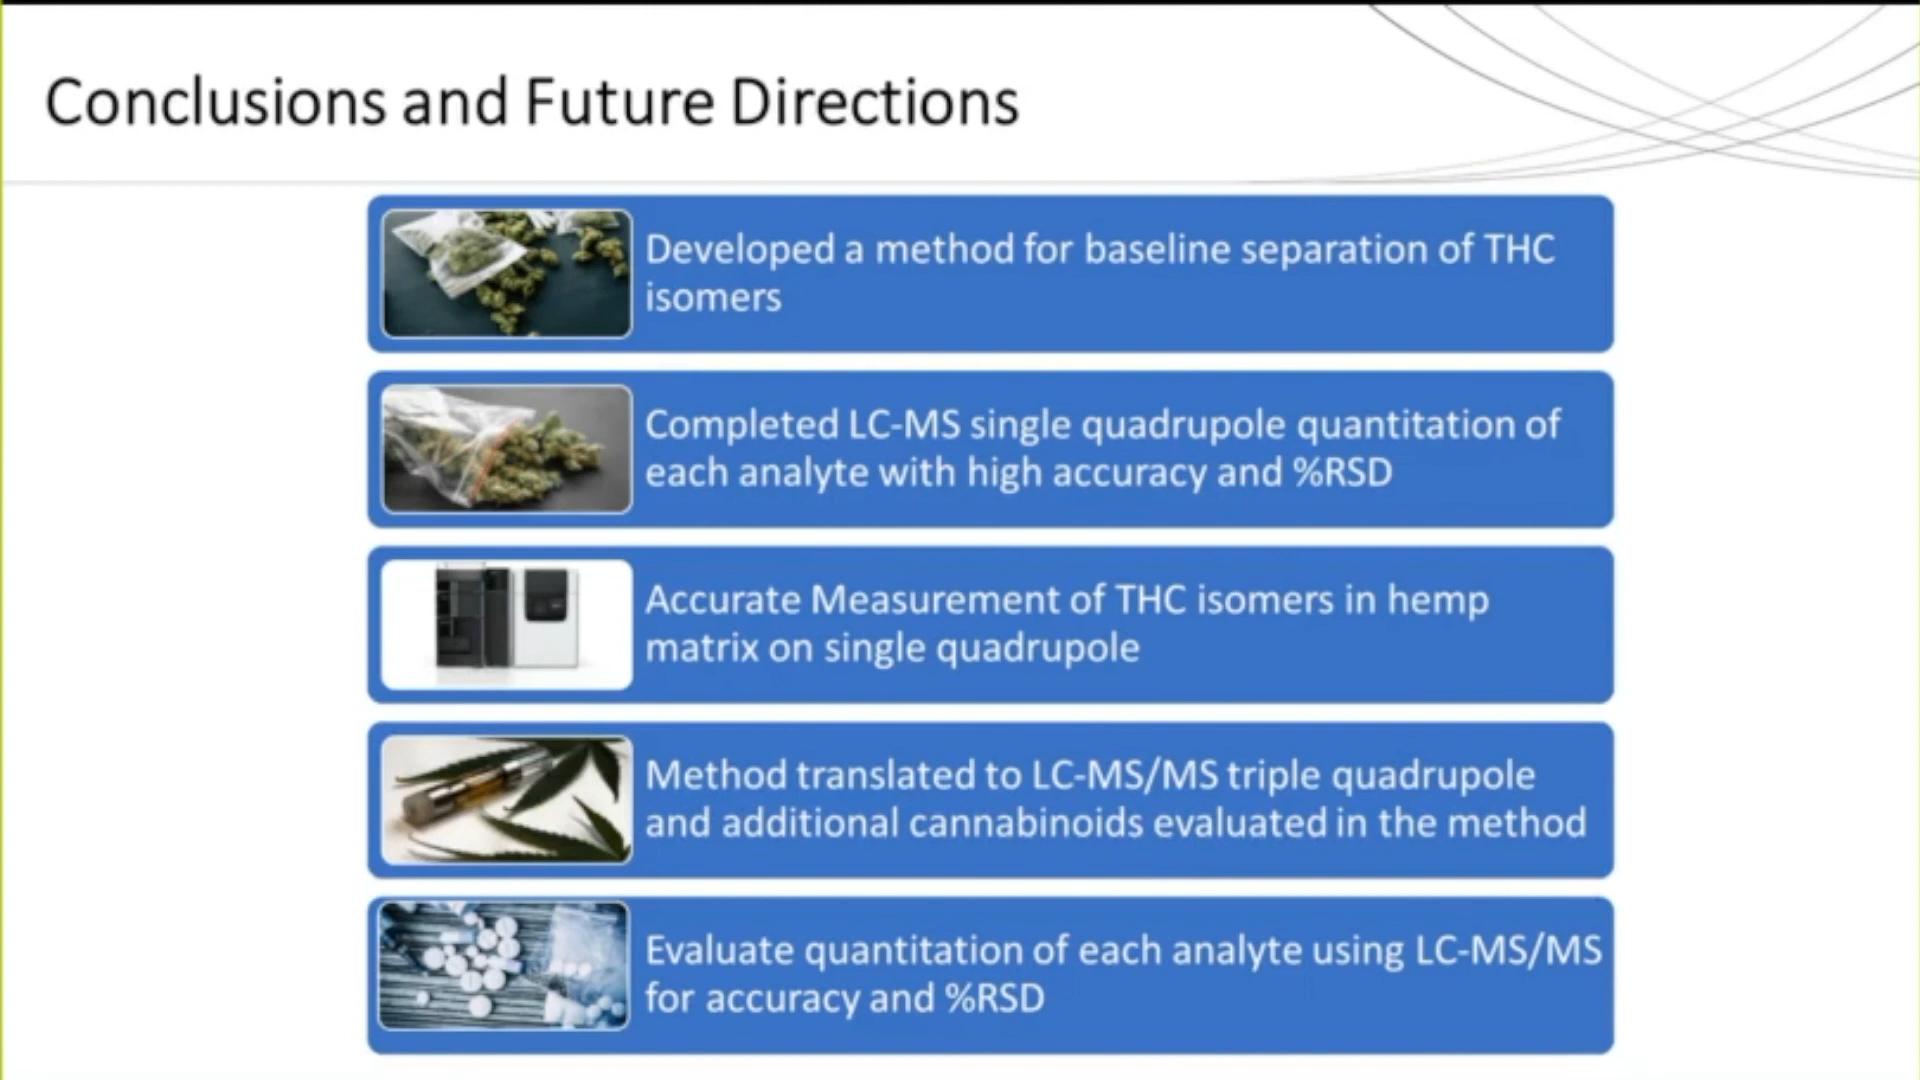 Conclusions and Future Directions
Developed a method for baseline separation of THC
isomers
Completed LC-MS single quadrupole quantitation of
each analyte with high accuracy and %RSD
Accurate Measurement of THC isomers in hemp
matrix on single quadrupole
Method translated to LC-MS/MS triple quadrupole
and additional cannabinoids evaluated in the method
Evaluate quantitation of each analyte using LC-MS/MS
for accuracy and %RSD